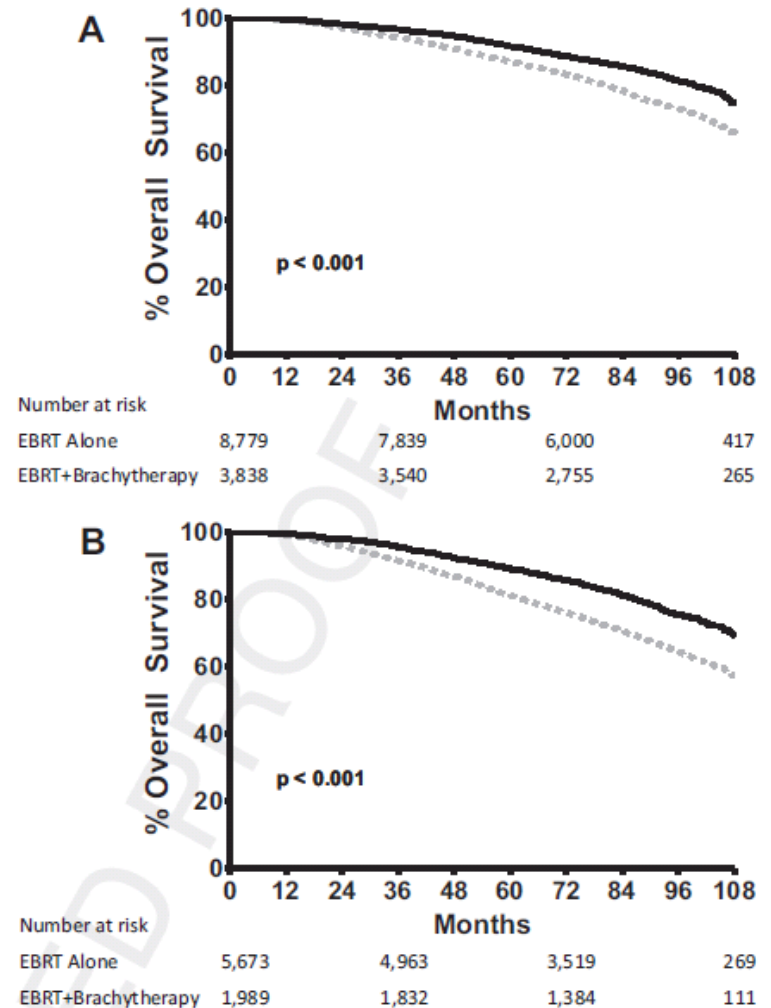 A
% Overall Survival
100
80
60
40
20
0
p < 0.001
0 12 24 36 48 60 72 84 96 108
Months
Number at risk
EBRT Alone 8,779 7,839 6,000 417
EBRT+Brachytherapy 3,838 3,540 2,755 265
B
% Overall Survival
100
80
60
40
20
0
p < 0.001
0 12 24 36 48 60 72 84 96 108
Months
Number at risk
EBRT Alone 5,673 4,963 3,519 269
EBRT+Brachytherapy 1,989 1,832 1,384 111
ED PROOF